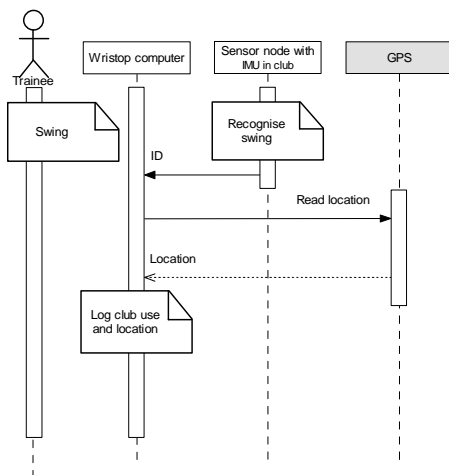 Trainee
Wristop computer
Sensor node with
IMU in club
GPS
Swing
Recognise
swing
ID
Read location
Location
Log club use
and location